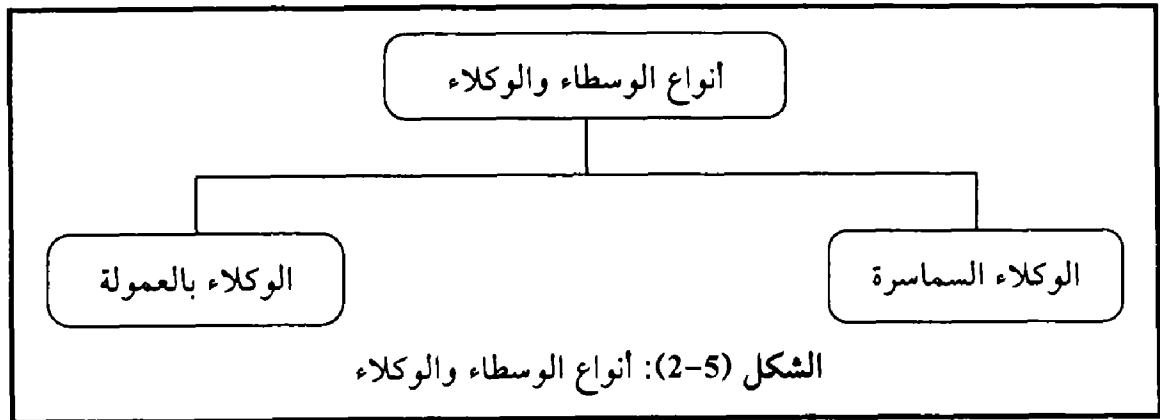 أنواع الوسطاء والوكلاء
الوكلاء السماسرة
الوكلاء بالعمولة
الشكل (5–2): أنواع الوسطاء والوكلاء